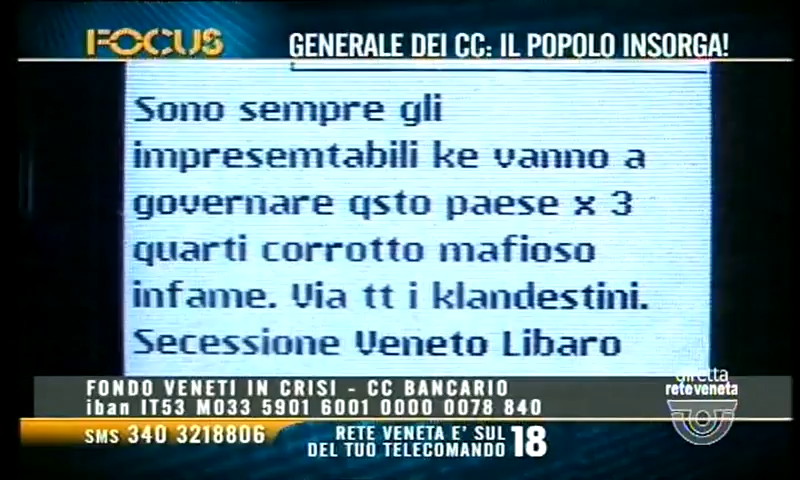 FOCUS
GENERALE DEI CC: IL POPOLO INSORGA!
Sono sempre gli
impresemtabili ke vanno a
governare qsto paese x 3
quarti corrotto mafioso
infame. Via tt i klandestini.
Secessione Veneto Libaro
diretta
reteveneta
FONDO VENETI IN CRISI - CC BANCARIO
iban IT53 M033 5901 6001 0000 0078 840
SMS 340 3218806
RETE VENETA E' SUL
DEL TUO TELECOMANDO 18